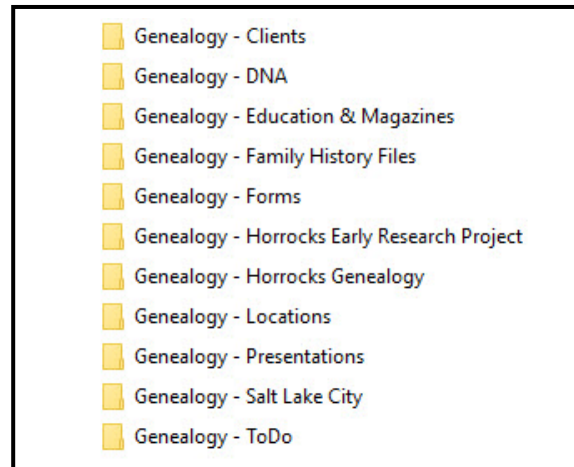 Genealogy - Clients
Genealogy - DNA
Genealogy - Education & Magazines
Genealogy - Family History Files
Genealogy - Forms
Genealogy - Horrocks Early Research Project
Genealogy - Horrocks Genealogy
Genealogy - Locations
Genealogy - Presentations
Genealogy - Salt Lake City
Genealogy - ToDo